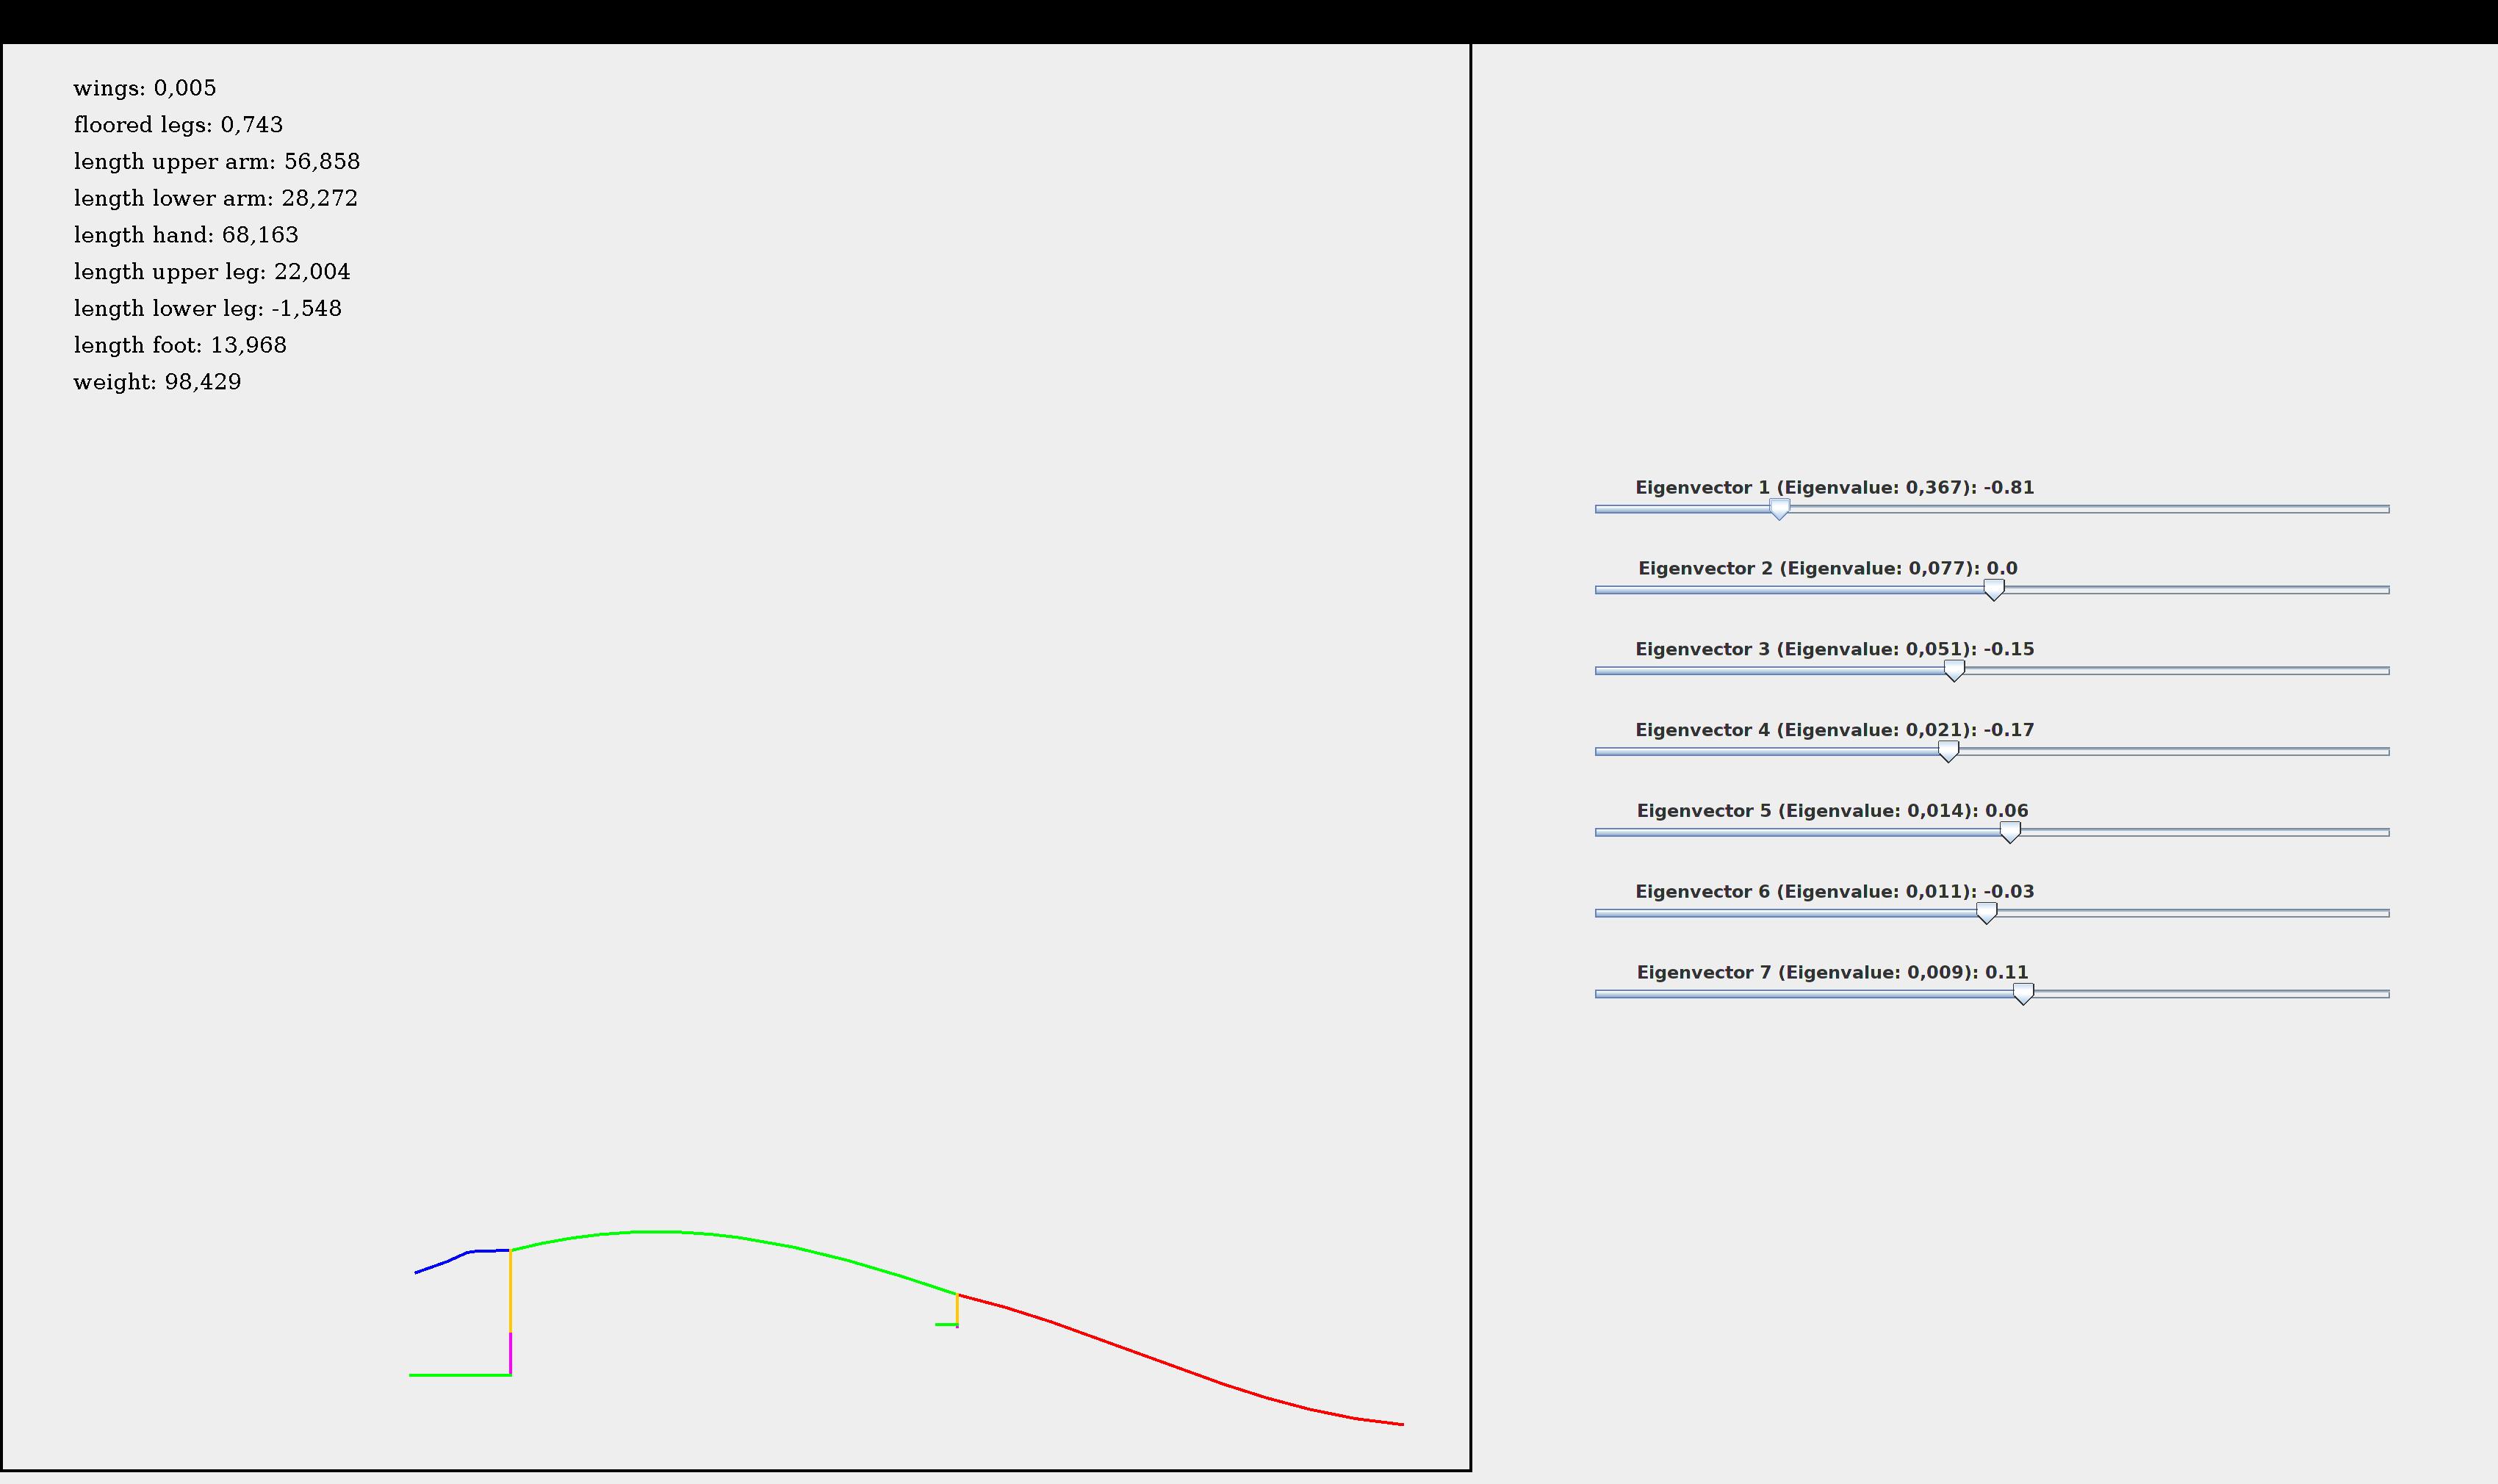 wings: 0,005
floored legs: 0,743
length upper arm: 56,858
length lower arm: 28,272
length hand: 68,163
length upper leg: 22,004
length lower leg: -1,548
length foot: 13,968
weight: 98,429
Eigenvector 1 (Eigenvalue: 0,367): -0.81
Eigenvector 2 (Eigenvalue: 0,077): 0.0
Eigenvector 3 (Eigenvalue: 0,051): -0.15
Eigenvector 4 (Eigenvalue: 0,021): -0.17
Eigenvector 5 (Eigenvalue: 0,014): 0.06
Eigenvector 6 (Eigenvalue: 0,011): -0.03
Eigenvector 7 (Eigenvalue: 0,009): 0.11